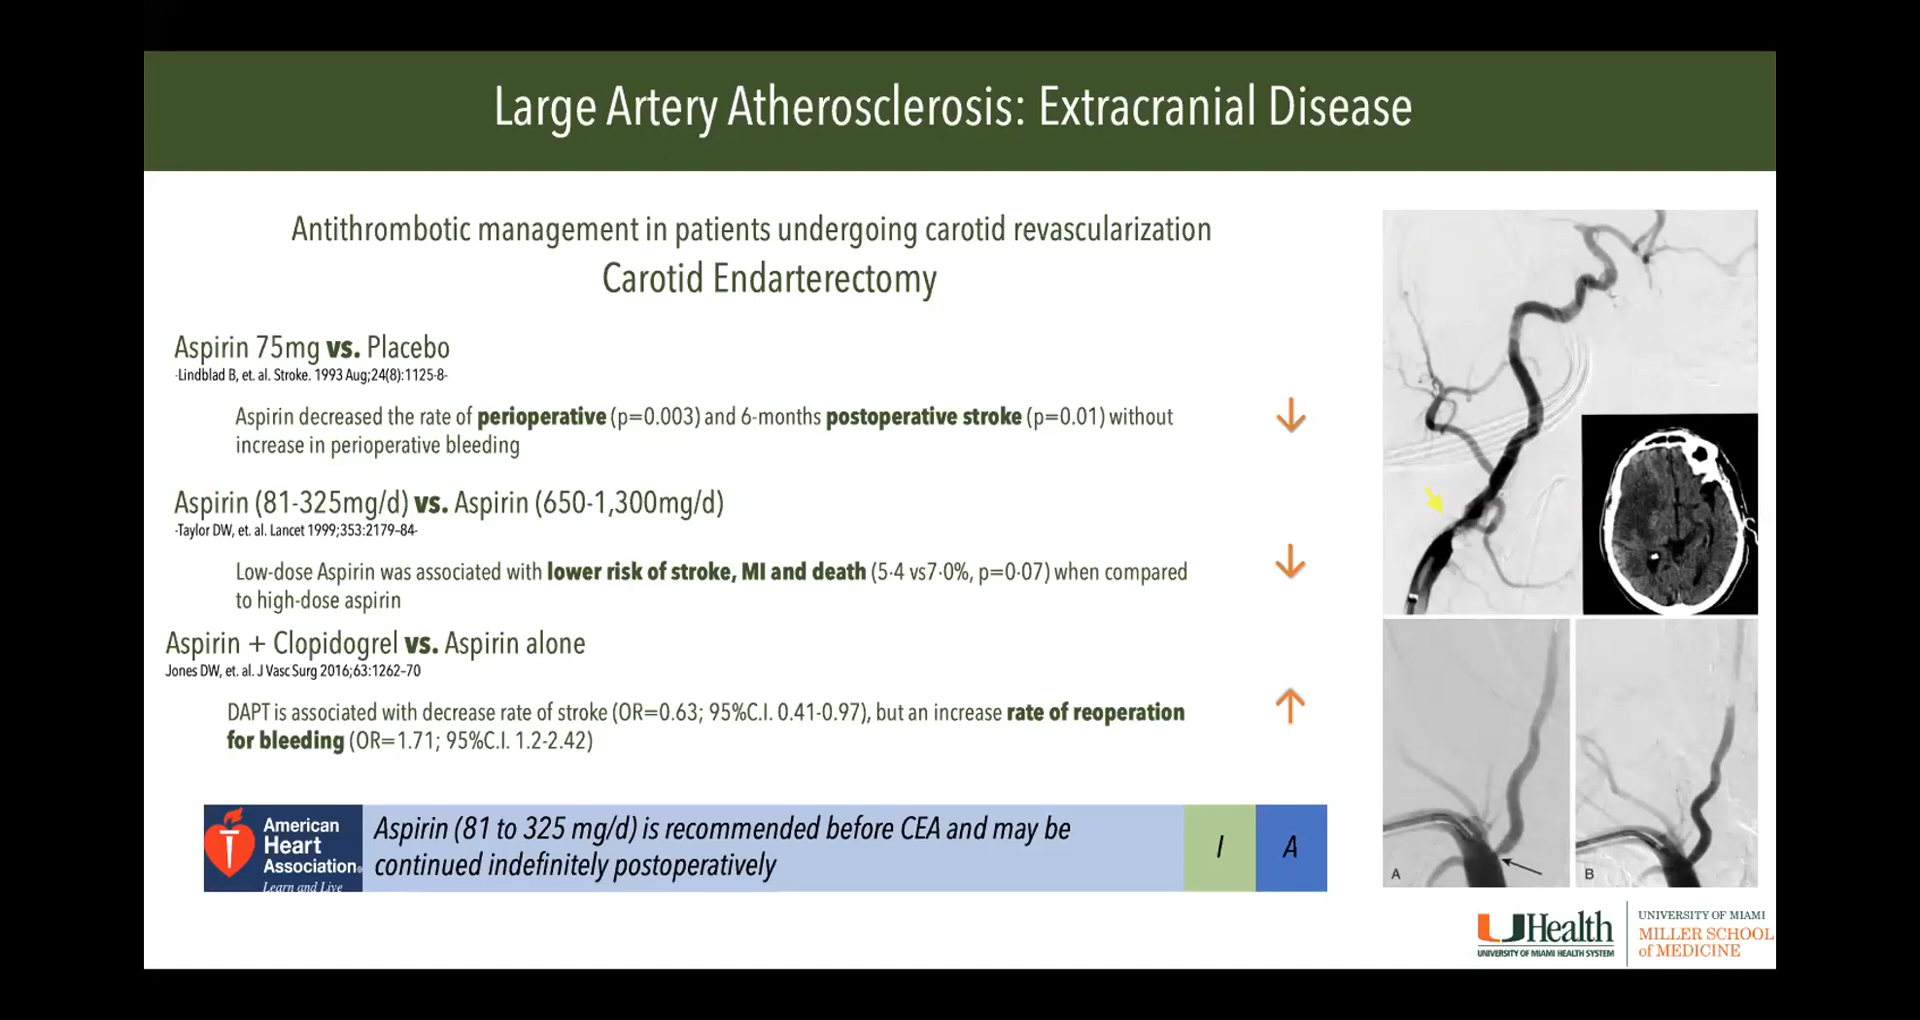 Large Artery Atherosclerosis: Extracranial Disease
Antithrombotic management in patients undergoing carotid revascularization
Carotid Endarterectomy
Aspirin 75mg vs. Placebo
-Lindblad B, et. al. Stroke. 1993 Aug;24(8):1125-8-
Aspirin decreased the rate of perioperative (p=0.003) and 6-months postoperative stroke (p=0.01) without
increase in perioperative bleeding
Aspirin (81-325mg/d) vs. Aspirin (650-1,300mg/d)
-Taylor DW, et. al. Lancet 1999;353:2179–84-
Low-dose Aspirin was associated with lower risk of stroke, MI and death (5·4 vs7·0%, p=0·07) when compared
to high-dose aspirin
Aspirin + Clopidogrel vs. Aspirin alone
Jones DW, et. al. J Vasc Surg 2016;63:1262–70
DAPT is associated with decrease rate of stroke (OR=0.63; 95%C.I. 0.41-0.97), but an increase rate of reoperation
for bleeding (OR=1.71; 95%C.I. 1.2-2.42)
American
Heart
Association®
Learn and Live
Aspirin (81 to 325 mg/d) is recommended before CEA and may be
continued indefinitely postoperatively
I
A
A
B
UHealth
UNIVERSITY OF MIAMI HEALTH SYSTEM
UNIVERSITY OF MIAMI
MILLER SCHOOL
of MEDICINE